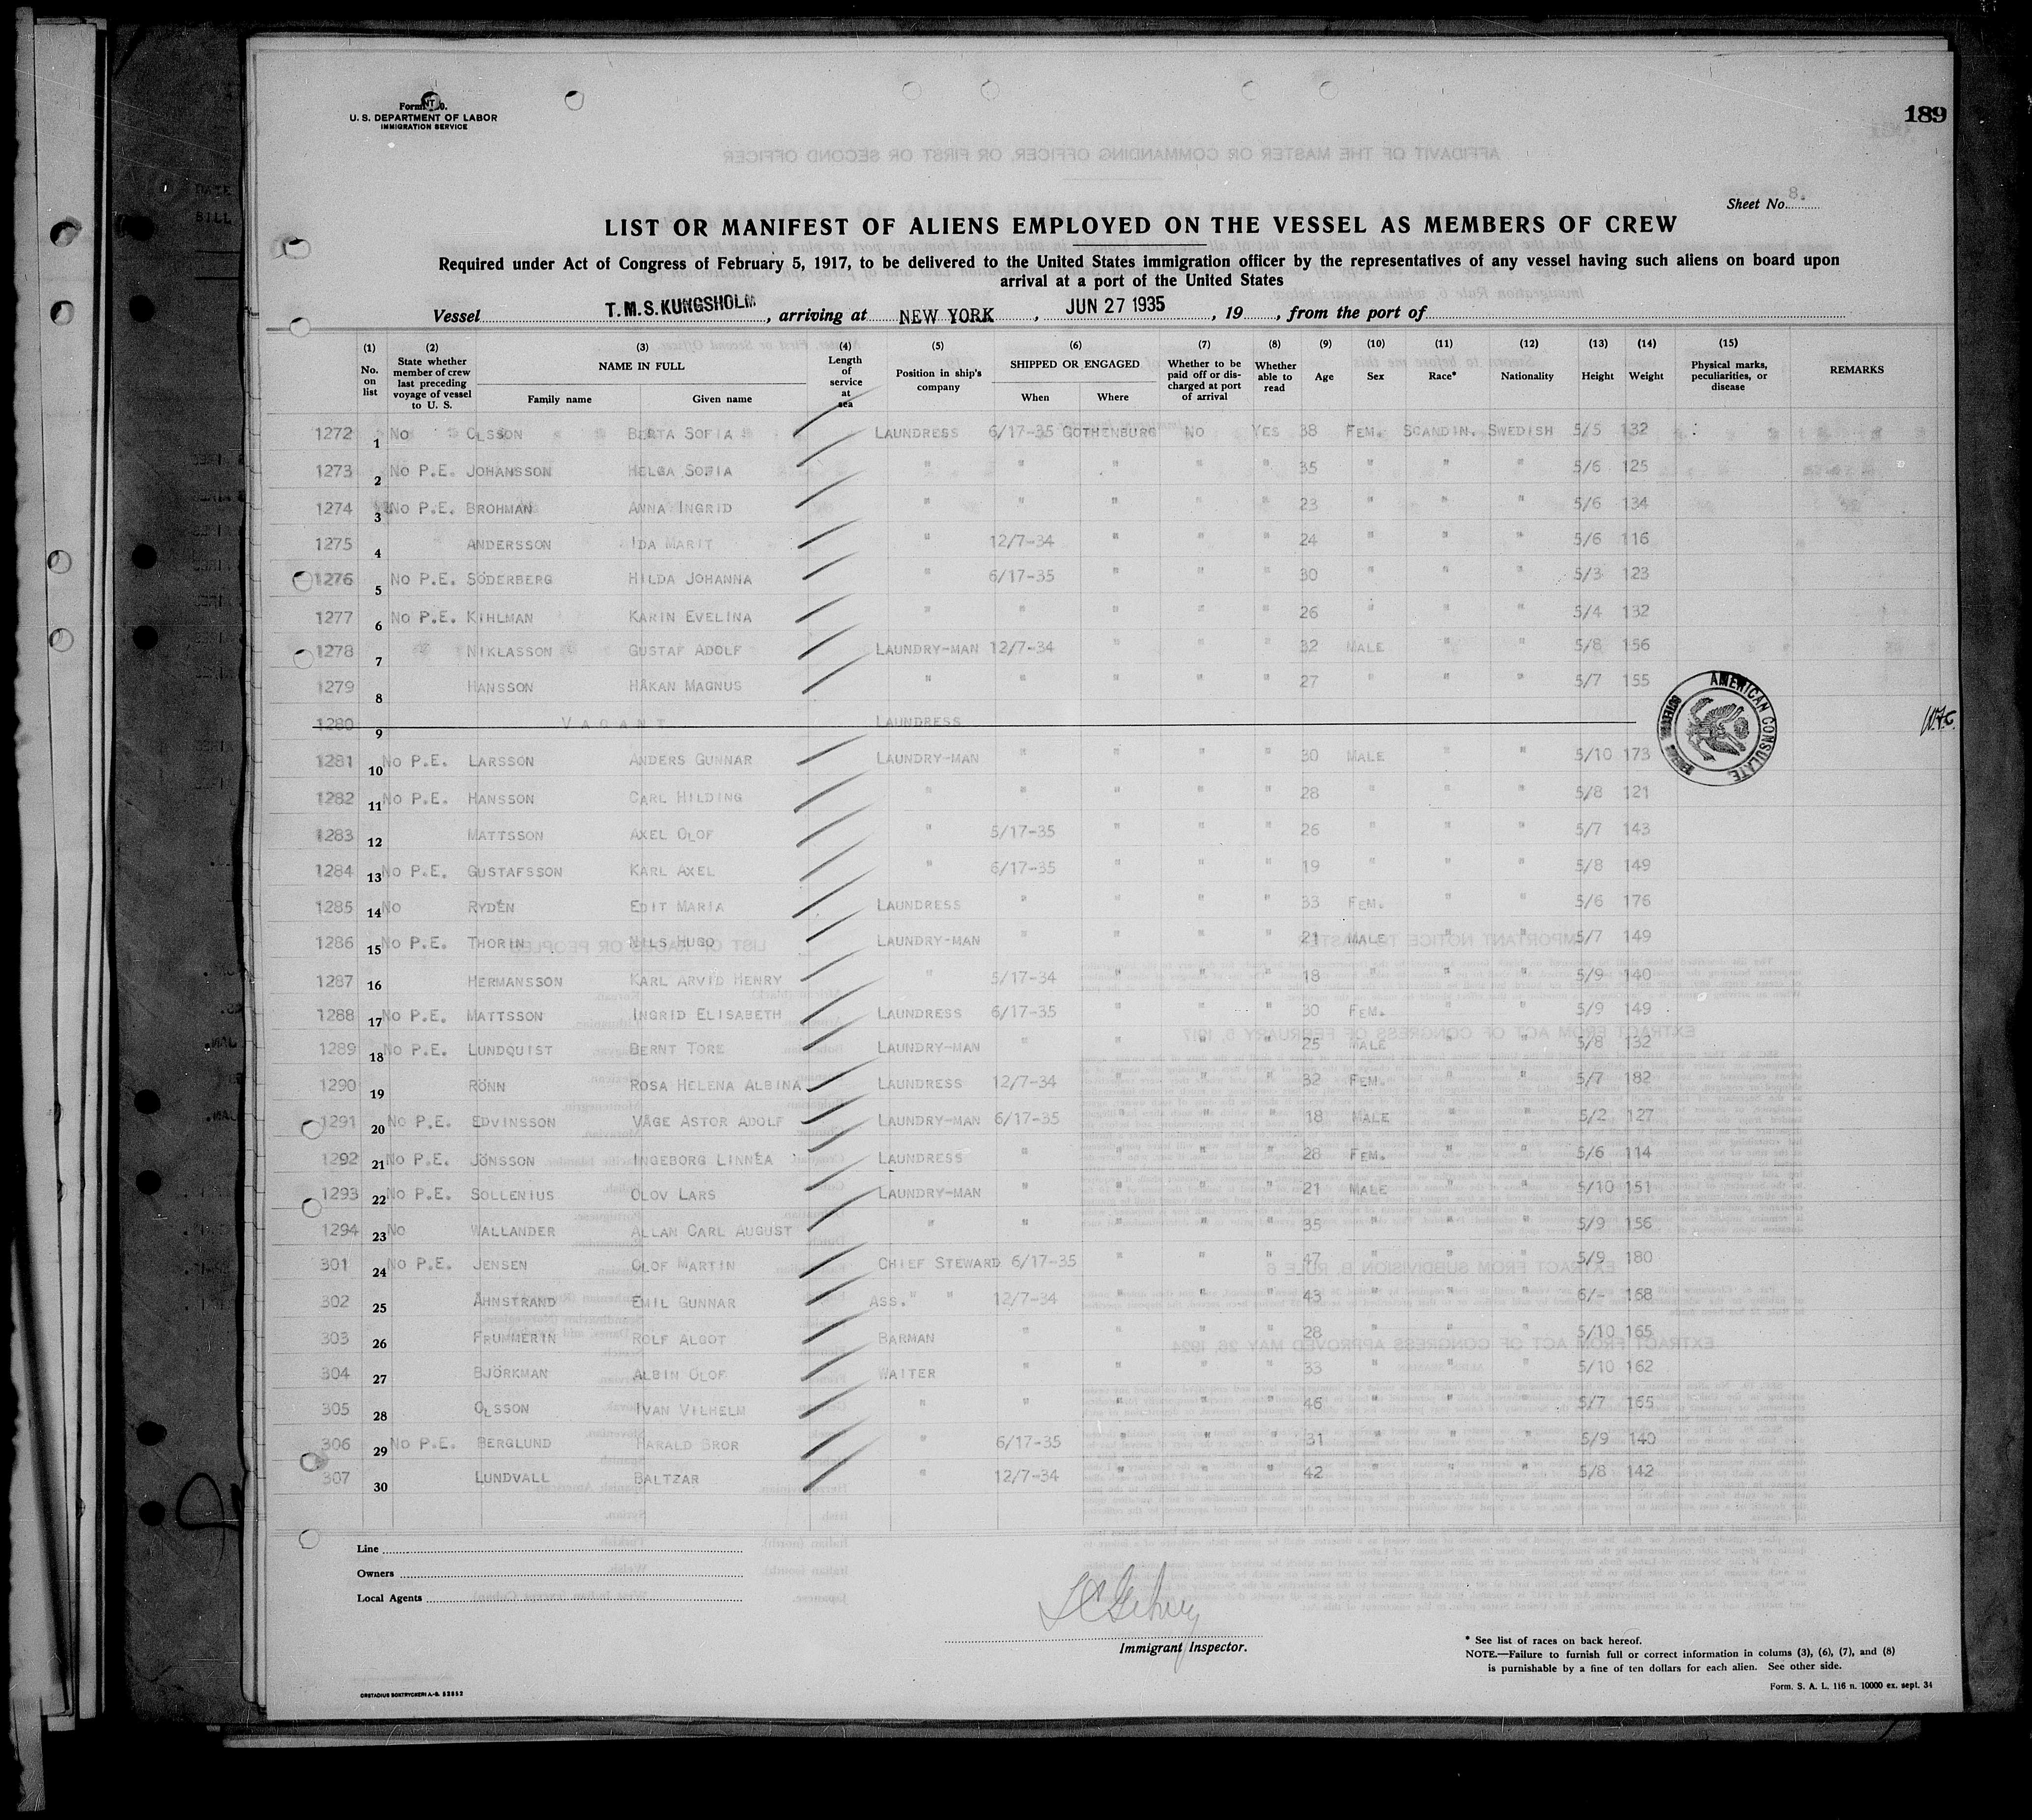 189
Form
U. S. DEPARTMENT OF LABOR
IMMIGRATION SERVICE
Sheet No. 8.
LIST OR MANIFEST OF ALIENS EMPLOYED ON THE VESSEL AS MEMBERS OF CREW
Required under Act of Congress of February 5, 1917, to be delivered to the United States immigration officer by the representatives of any vessel having such aliens on board upon
arrival at a port of the United States
Vessel T.M.S. KUNGSHOLM, arriving at NEW YORK, JUN 27 1935, 19 , from the port of
(1) No. on list (2) State whether member of crew last preceding voyage of vessel to U. S. (3) NAME IN FULL Family name Given name (4) Length of service at sea (5) Position in ship's company (6) SHIPPED OR ENGAGED When Where (7) Whether to be paid off or discharged at port of arrival (8) Whether able to read (9) Age (10) Sex (11) Race* (12) Nationality (13) Height (14) Weight (15) Physical marks, peculiarities, or disease REMARKS
1272 1 No OLSSON BERTA SOFIA LAUNDRESS 6/17-35 GOTHENBURG NO YES 38 FEM. SCANDIN. SWEDISH 5/5 132
1273 2 No P.E. JOHANSSON HELGA SOFIA " " " " " 35 " " " 5/6 125
1274 3 No P.E. BROHMAN ANNA INGRID " " " " " 23 " " " 5/6 134
1275 4 ANDERSSON IDA MARIT " 12/7-34 " " " 24 " " " 5/6 116
1276 5 No P.E. SÖDERBERG HILDA JOHANNA " 6/17-35 " " " 30 " " " 5/3 123
1277 6 No P.E. KIHLMAN KARIN EVELINA " " " " " 26 " " " 5/4 132
1278 7 NIKLASSON GUSTAF ADOLF LAUNDRY-MAN 12/7-34 " " " 32 MALE " " 5/8 156
1279 8 HANSSON HÅKAN MAGNUS " " " " " 27 " " " 5/7 155
1280 9 VACANT LAUNDRESS
1281 10 No P.E. LARSSON ANDERS GUNNAR LAUNDRY-MAN " " " " 30 MALE " " 5/10 173
1282 11 No P.E. HANSSON CARL HILDING " " " " " 28 " " " 5/8 121
1283 12 MATTSSON AXEL OLOF " 5/17-35 " " " 26 " " " 5/7 143
1284 13 No P.E. GUSTAFSSON KARL AXEL " 6/17-35 " " " 19 " " " 5/8 149
1285 14 No RYDÉN EDIT MARIA LAUNDRESS " " " " 33 FEM. " " 5/6 176
1286 15 No P.E. THORIN NILS HUGO LAUNDRY-MAN " " " " 21 MALE " " 5/7 149
1287 16 HERMANSSON KARL ARVID HENRY " 5/17-34 " " " 18 " " " 5/9 140
1288 17 No P.E. MATTSSON INGRID ELISABETH LAUNDRESS 6/17-35 " " " 30 FEM. " " 5/9 149
1289 18 No P.E. LUNDQUIST BERNT TORE LAUNDRY-MAN " " " " 25 MALE " " 5/8 132
1290 19 RÖNN ROSA HELENA ALBINA LAUNDRESS 12/7-34 " " " 32 FEM. " " 5/7 182
1291 20 No P.E. EDVINSSON VÅGE ASTOR ADOLF LAUNDRY-MAN 6/17-35 " " " 18 MALE " " 5/2 127
1292 21 No P.E. JÖNSSON INGEBORG LINNÉA LAUNDRESS " " " " 28 FEM. " " 5/6 114
1293 22 No P.E. SOLLENIUS OLOV LARS LAUNDRY-MAN " " " " 21 MALE " " 5/10 151
1294 23 No WALLANDER ALLAN CARL AUGUST " " " " " 35 " " " 5/9 156
301 24 No P.E. JENSEN OLOF MARTIN CHIEF STEWARD 6/17-35 " " " 47 " " " 5/9 180
302 25 ÅHNSTRAND EMIL GUNNAR ASS. " " 12/7-34 " " " 43 " " " 6/- 168
303 26 FRUMMERIN ROLF ALGOT BARMAN " " " " 28 " " " 5/10 165
304 27 BJÖRKMAN ALBIN OLOF WAITER " " " " 33 " " " 5/10 162
305 28 OLSSON IVAN VILHELM " " " " " 46 " " " 5/7 165
306 29 No P.E. BERGLUND HARALD BROR " 6/17-35 " " " 31 " " " 5/9 140
307 30 LUNDVALL BALTZAR " 12/7-34 " " " 42 " " " 5/8 142
AMERICAN CONSULATE
Line
Owners
Local Agents
Immigrant Inspector.
* See list of races on back hereof.
NOTE.—Failure to furnish full or correct information in colums (3), (6), (7), and (8)
is punishable by a fine of ten dollars for each alien. See other side.
Form. S. A. L. 116 n. 10000 ex. sept. 34